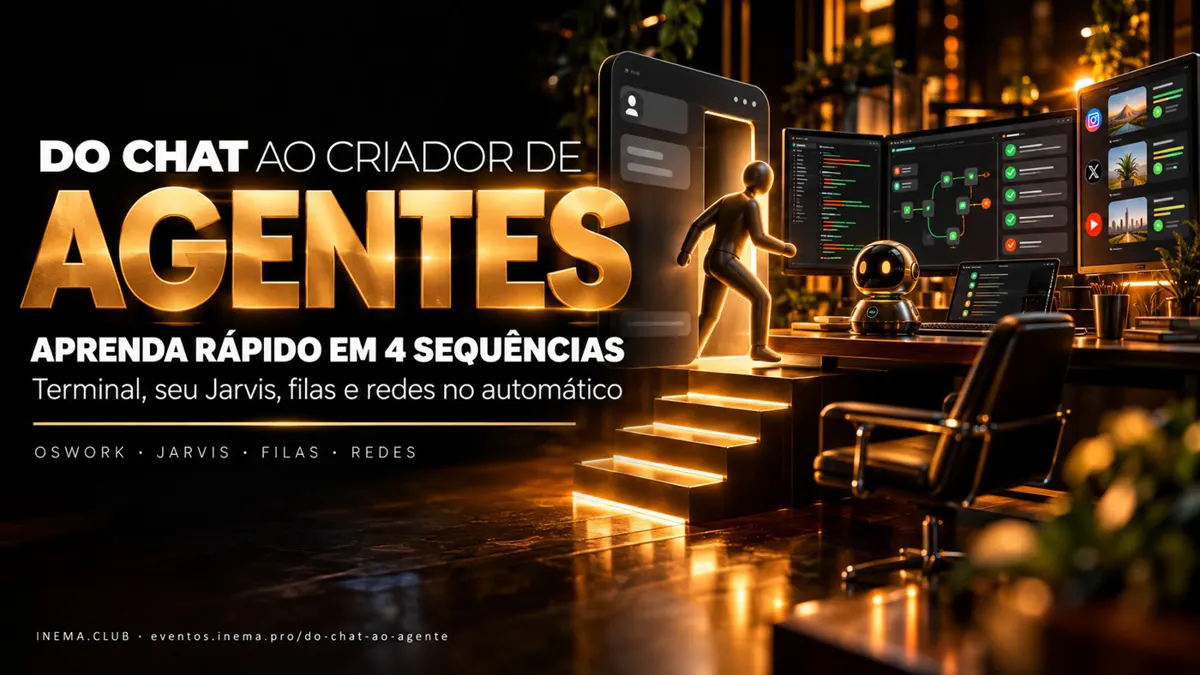 DO CHAT AO CRIADOR DE
AGENTES
APRENDA RÁPIDO EM 4 SEQUÊNCIAS
Terminal, seu Jarvis, filas e redes no automático
OSWORK · JARVIS · FILAS · REDES
INEMA.CLUB · eventos.inema.pro/do-chat-ao-agente